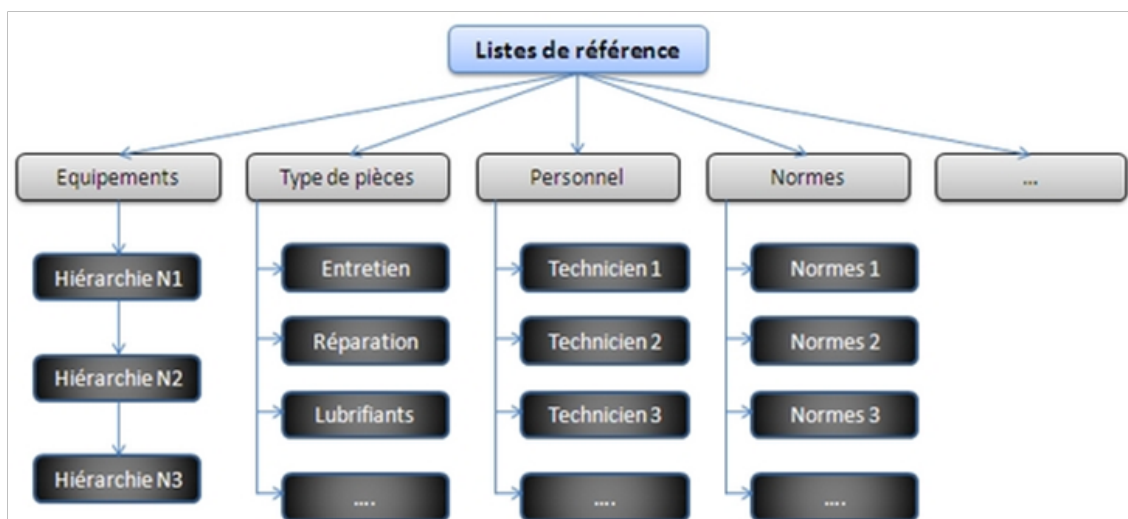 Listes de référence
Equipements
Type de pièces
Personnel
Normes
...
Hiérarchie N1
Hiérarchie N2
Hiérarchie N3
Entretien
Réparation
Lubrifiants
....
Technicien 1
Technicien 2
Technicien 3
....
Normes 1
Normes 2
Normes 3
....